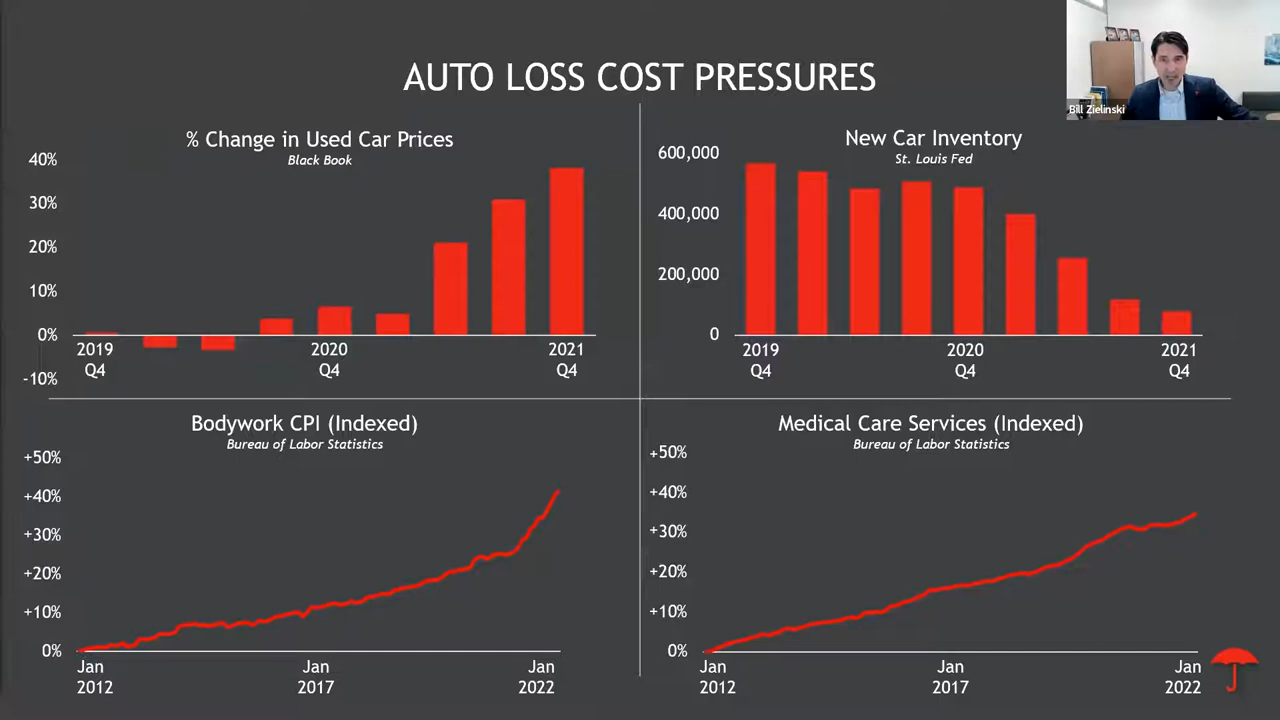 AUTO LOSS COST PRESSURES
Bill Zielinski
% Change in Used Car Prices
Black Book
40%
30%
20%
10%
0%
-10%
2019
Q4
2020
Q4
2021
Q4
New Car Inventory
St. Louis Fed
600,000
400,000
200,000
0
2019
Q4
2020
Q4
2021
Q4
Bodywork CPI (Indexed)
Bureau of Labor Statistics
+50%
+40%
+30%
+20%
+10%
0%
Jan
2012
Jan
2017
Jan
2022
Medical Care Services (Indexed)
Bureau of Labor Statistics
+50%
+40%
+30%
+20%
+10%
0%
Jan
2012
Jan
2017
Jan
2022